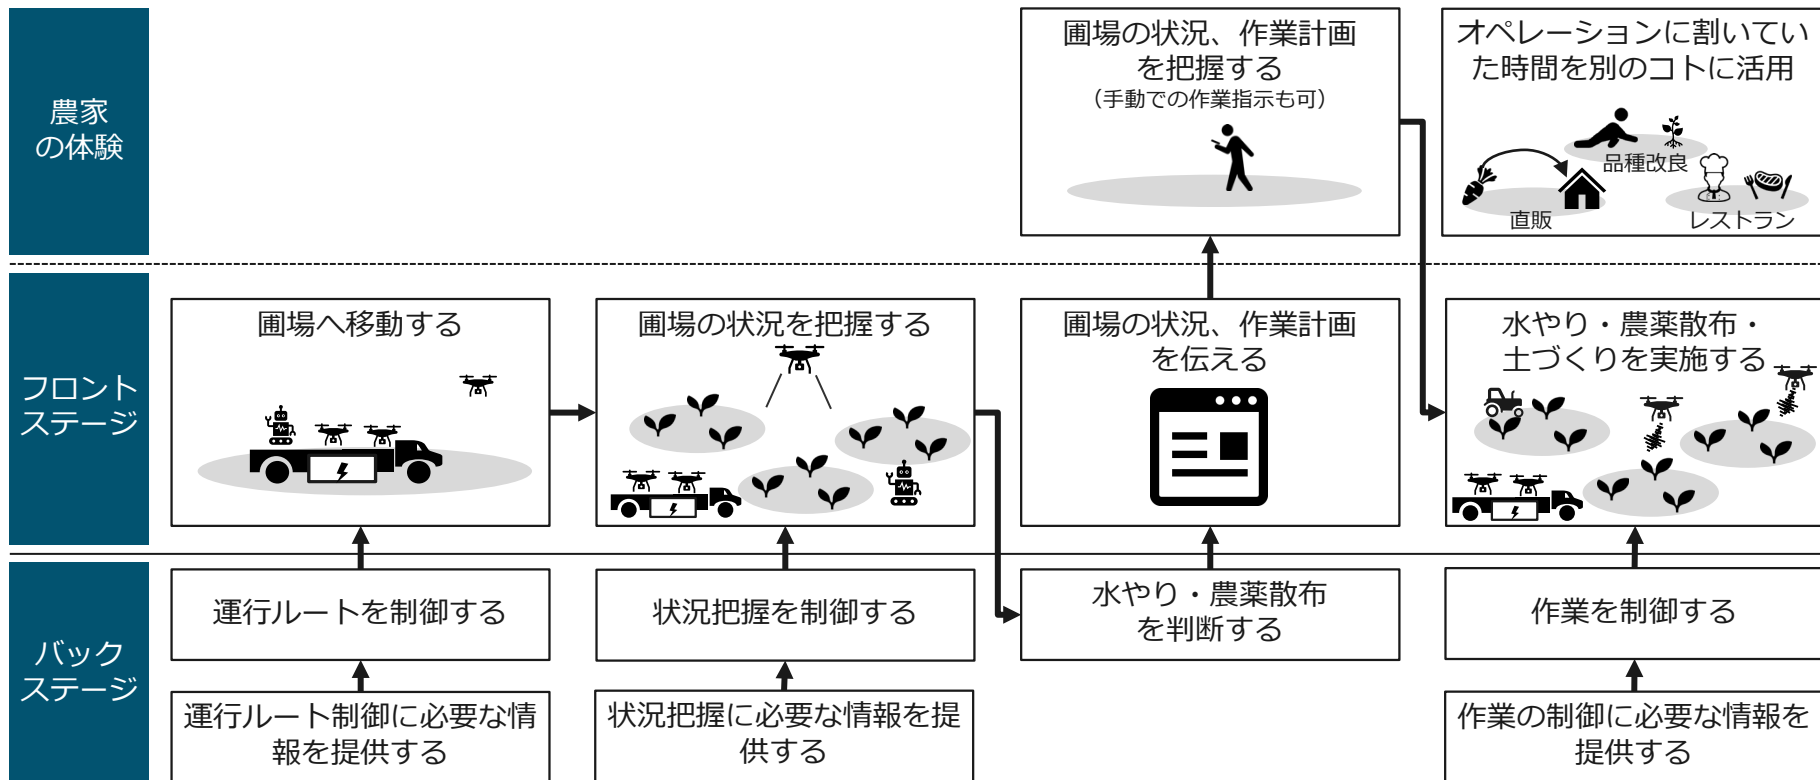 農家
の体験
圃場の状況、作業計画
を把握する
（手動での作業指示も可）
オペレーションに割いてい
た時間を別のコトに活用
品種改良
直販
レストラン
フロント
ステージ
圃場へ移動する
圃場の状況を把握する
圃場の状況、作業計画
を伝える
水やり・農薬散布・
土づくりを実施する
バック
ステージ
運行ルートを制御する
状況把握を制御する
水やり・農薬散布
を判断する
作業を制御する
運行ルート制御に必要な情
報を提供する
状況把握に必要な情報を提
供する
作業の制御に必要な情報を
提供する